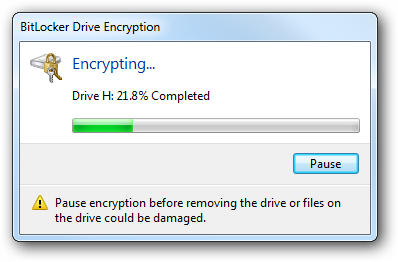 BitLocker Drive Encryption
Encrypting...
Drive H: 21.8% Completed
Pause
Pause encryption before removing the drive or files on
the drive could be damaged.